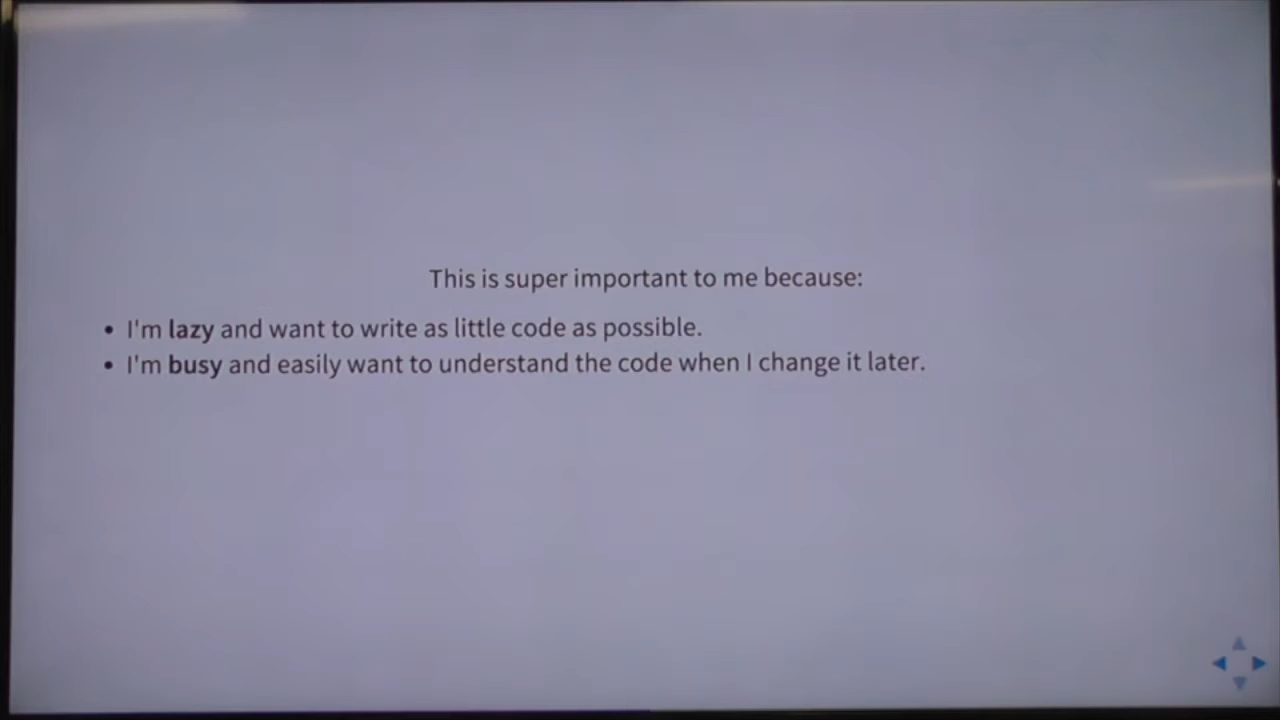 This is super important to me because:
• I'm lazy and want to write as little code as possible.
• I'm busy and easily want to understand the code when I change it later.